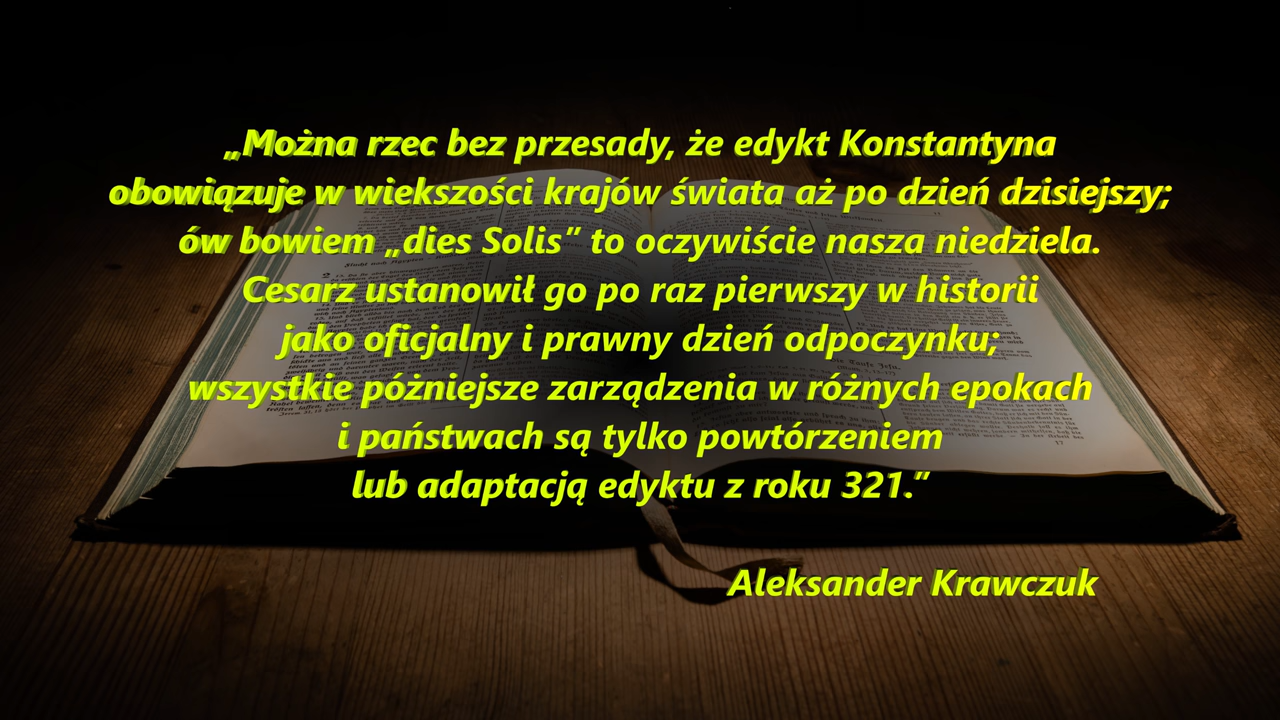 „Można rzec bez przesady, że edykt Konstantyna
obowiązuje w wiekszości krajów świata aż po dzień dzisiejszy;
ów bowiem „dies Solis” to oczywiście nasza niedziela.
Cesarz ustanowił go po raz pierwszy w historii
jako oficjalny i prawny dzień odpoczynku;
wszystkie póżniejsze zarządzenia w różnych epokach
i państwach są tylko powtórzeniem
lub adaptacją edyktu z roku 321.”
Aleksander Krawczuk